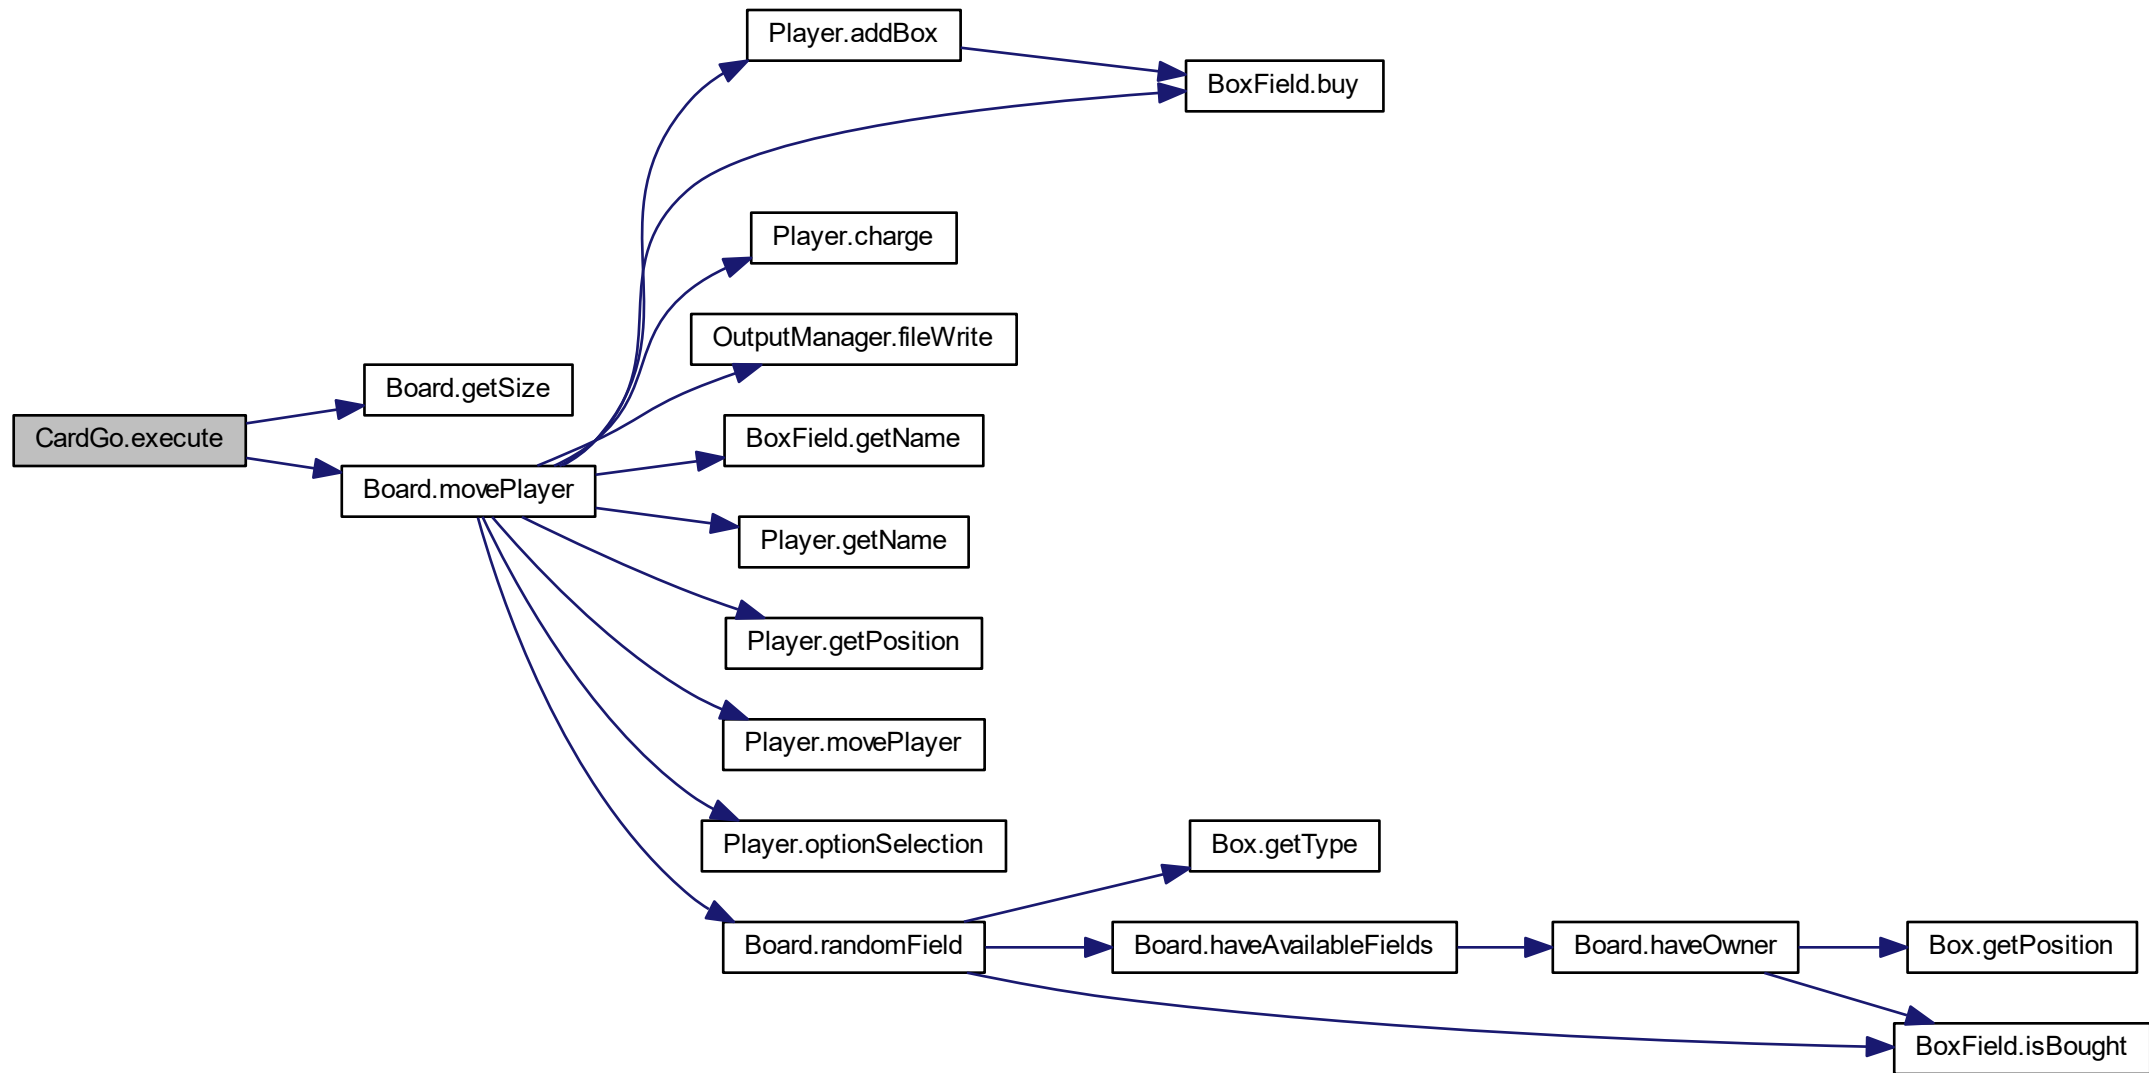 Player.addBox
BoxField.buy
Player.charge
OutputManager.fileWrite
Board.getSize
CardGo.execute
BoxField.getName
Board.movePlayer
Player.getName
Player.getPosition
Player.movePlayer
Player.optionSelection
Box.getType
Board.randomField
Board.haveAvailableFields
Board.haveOwner
Box.getPosition
BoxField.isBought